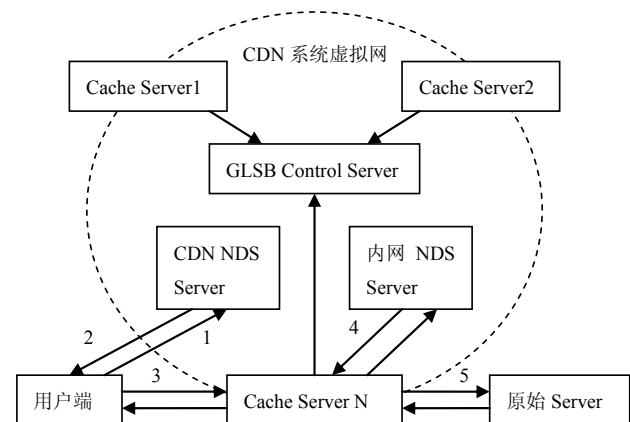 CDN 系统虚拟网
Cache Server1
Cache Server2
GLSB Control Server
CDN NDS
Server
内网 NDS
Server
2
1
4
3
5
用户端
Cache Server N
原始 Server